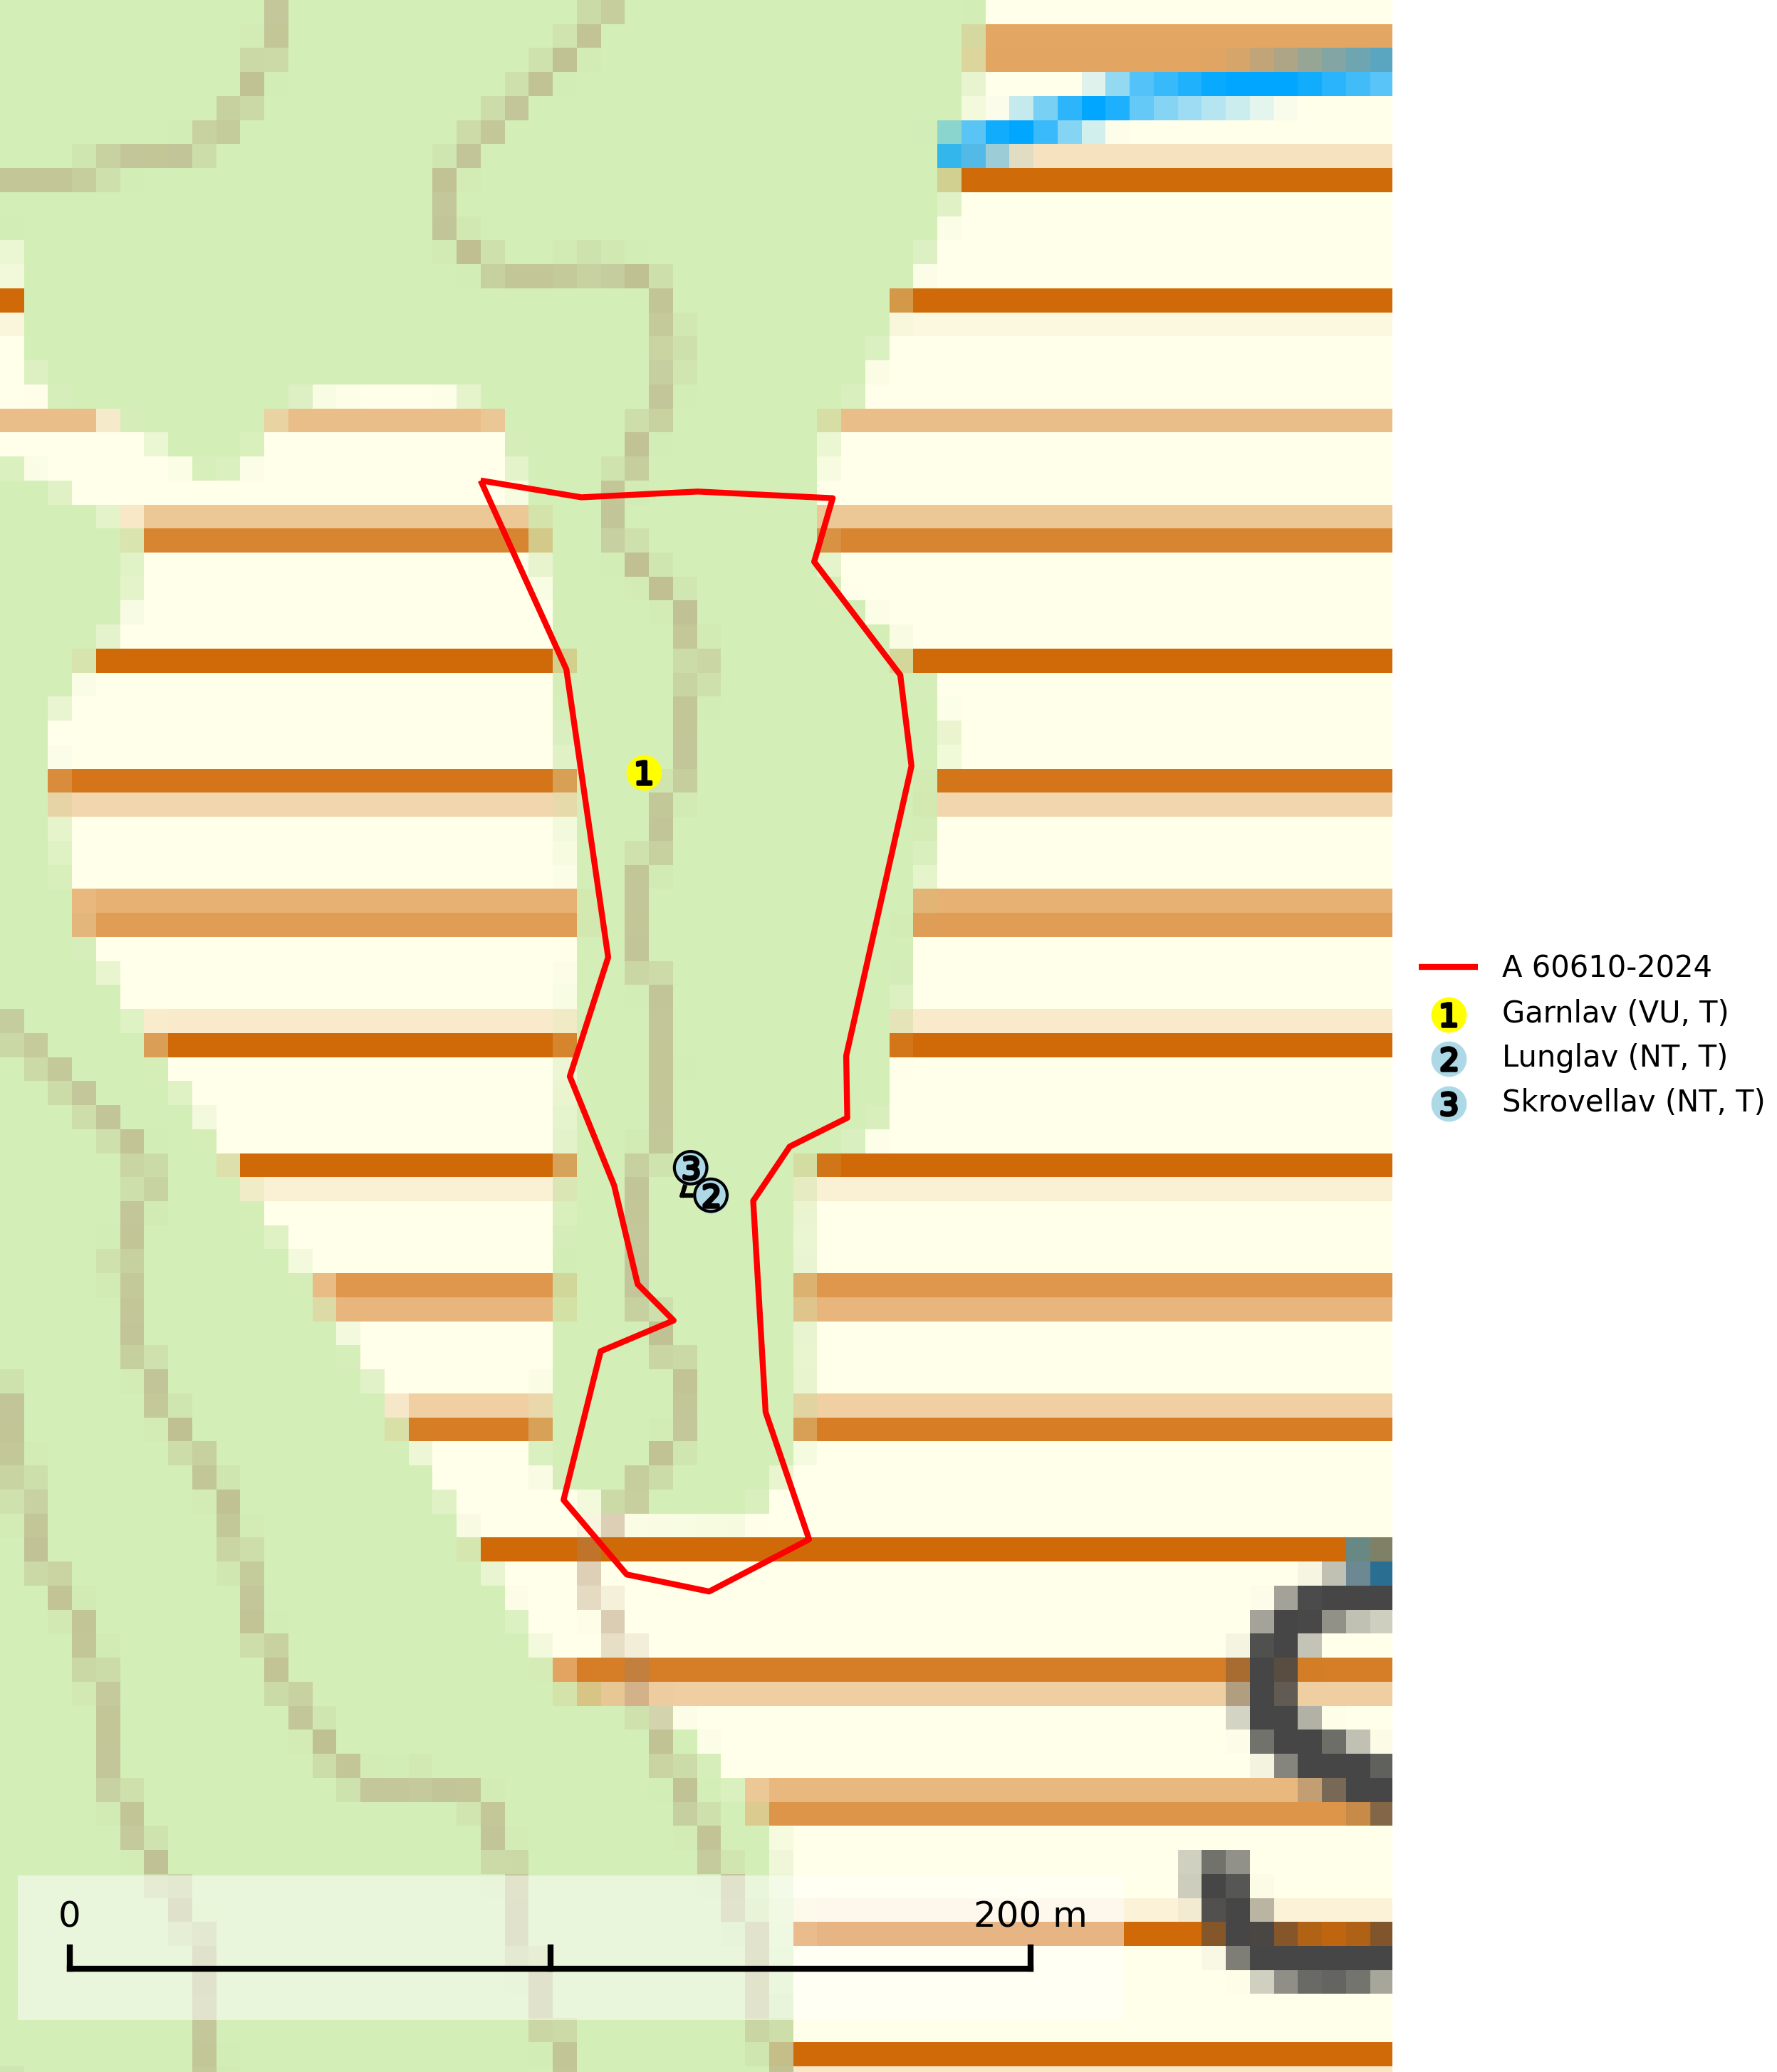 1
3
2
A 60610-2024
1 Garnlav (VU, T)
2 Lunglav (NT, T)
3 Skrovellav (NT, T)
0 200 m